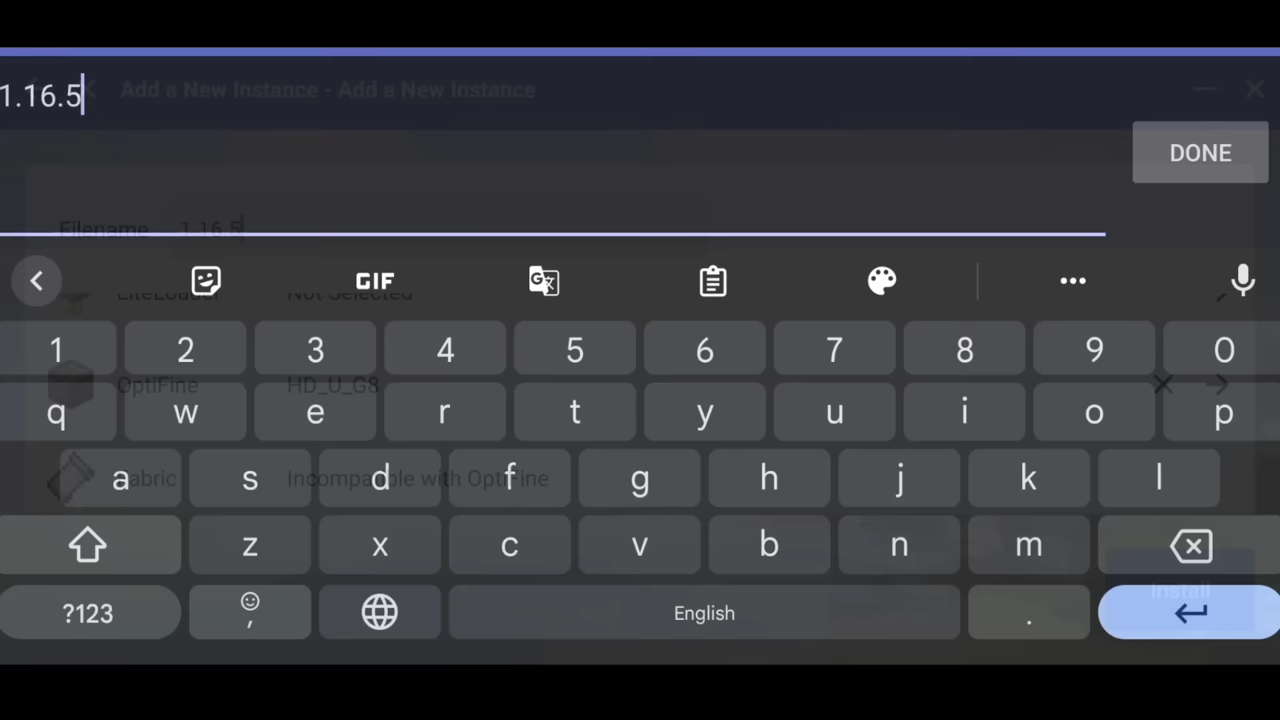 1.16.5
Add a New Instance - Add a New Instance
DONE
Filename 1.16.5
GIF
LiteLoader Not Selected
1 2 3 4 5 6 7 8 9 0
OptiFine HD_U_G8
q w e r t y u i o p
Fabric Incompatible with OptiFine
a s d f g h j k l
z x c v b n m
Install
?123 , English .